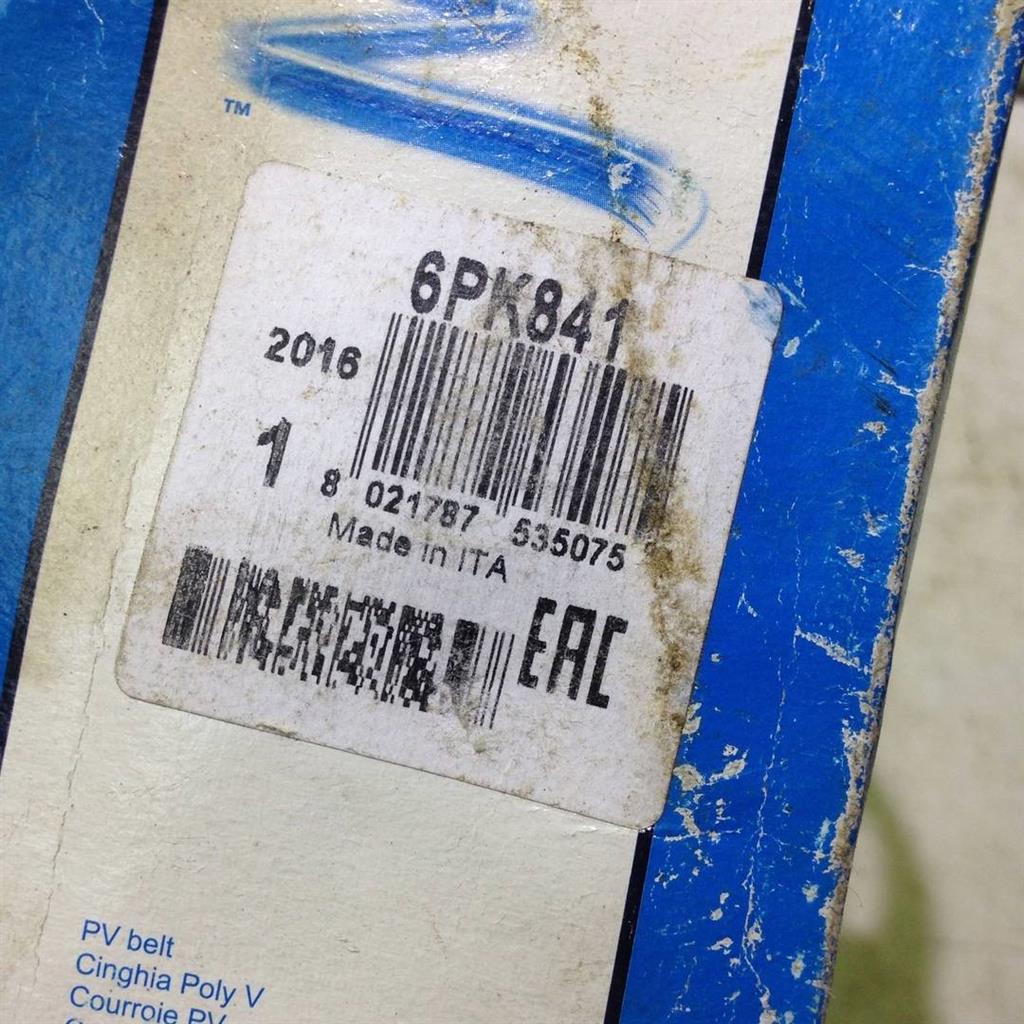 TM
6PK841
2016
1
8 021787 535075
Made in ITA
EAC
PV belt
Cinghia Poly V
Courroie PV